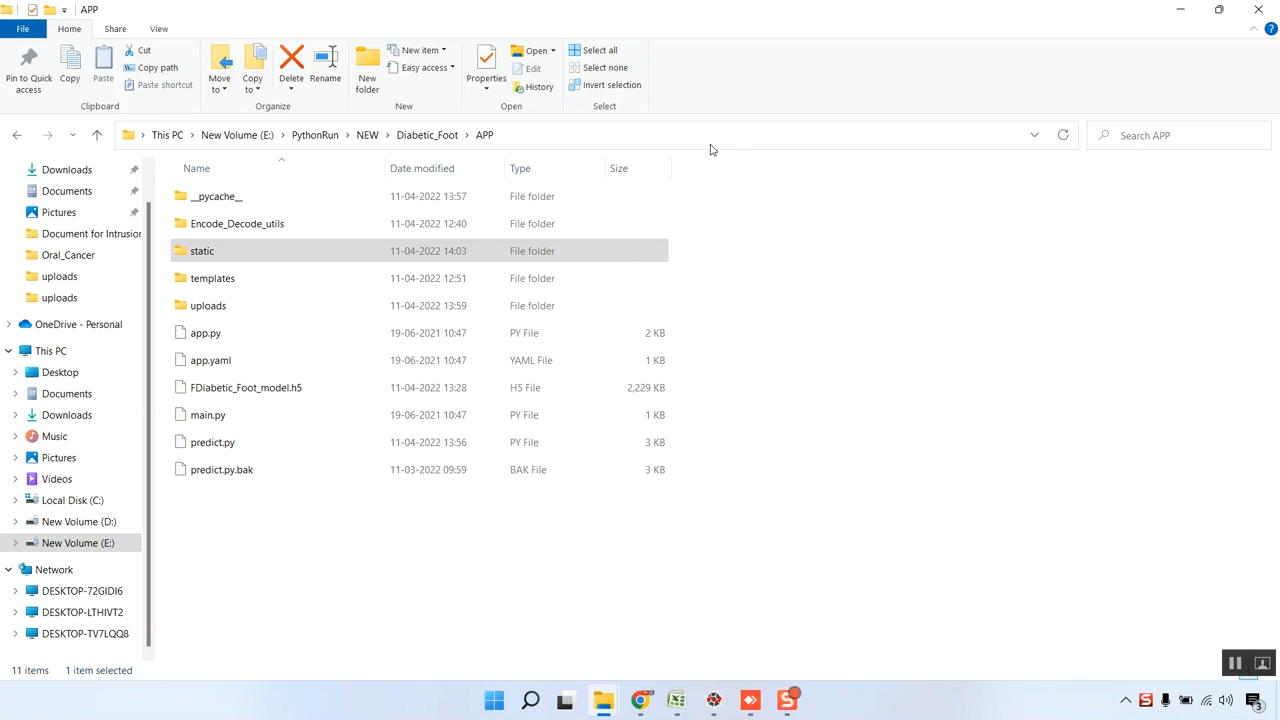 APP
File Home Share View
Pin to Quick access
Copy
Paste
Cut
Copy path
Paste shortcut
Clipboard
Move to
Copy to
Delete
Rename
Organize
New folder
New item
Easy access
New
Properties
Open
Edit
History
Open
Select all
Select none
Invert selection
Select
This PC › New Volume (E:) › PythonRun › NEW › Diabetic_Foot › APP
Search APP
Name Date modified Type Size
__pycache__ 11-04-2022 13:57 File folder
Encode_Decode_utils 11-04-2022 12:40 File folder
static 11-04-2022 14:03 File folder
templates 11-04-2022 12:51 File folder
uploads 11-04-2022 13:59 File folder
app.py 19-06-2021 10:47 PY File 2 KB
app.yaml 19-06-2021 10:47 YAML File 1 KB
FDiabetic_Foot_model.h5 11-04-2022 13:28 H5 File 2,229 KB
main.py 19-06-2021 10:47 PY File 1 KB
predict.py 11-04-2022 13:56 PY File 3 KB
predict.py.bak 11-03-2022 09:59 BAK File 3 KB
Downloads
Documents
Pictures
Document for Intrusion
Oral_Cancer
uploads
uploads
OneDrive - Personal
This PC
Desktop
Documents
Downloads
Music
Pictures
Videos
Local Disk (C:)
New Volume (D:)
New Volume (E:)
Network
DESKTOP-72GIDI6
DESKTOP-LTHIVT2
DESKTOP-TV7LQQ8
11 items 1 item selected
3